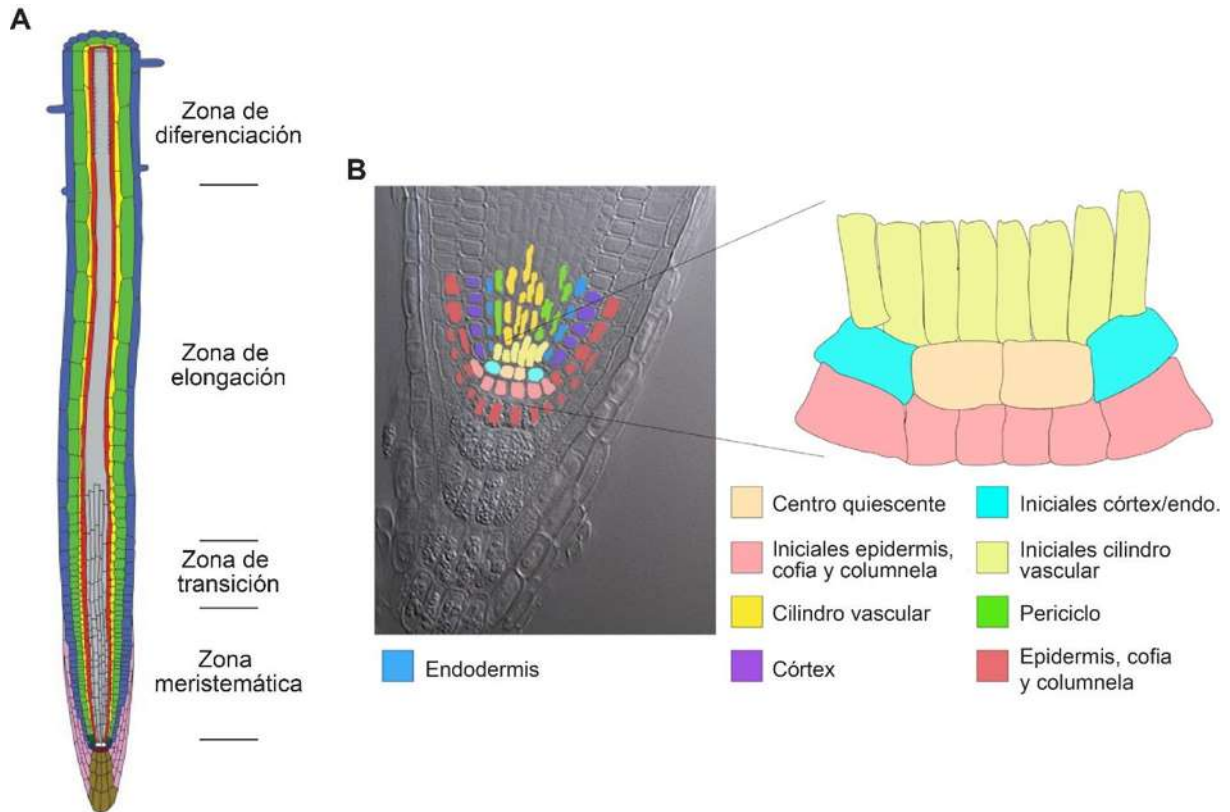 A
Zona de
diferenciación
Zona de
elongación
Zona de
transición
Zona
meristemática
B
Centro quiescente
Iniciales epidermis,
cofia y columnela
Cilindro vascular
Endodermis
Córtex
Iniciales córtex/endo.
Iniciales cilindro
vascular
Periciclo
Epidermis, cofia
y columnela